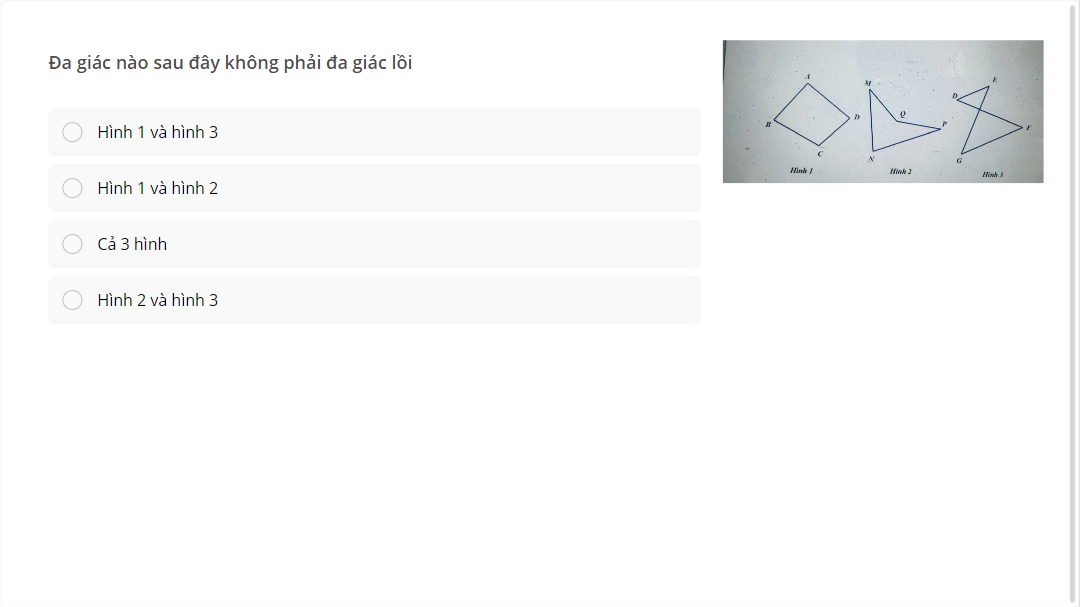 Đa giác nào sau đây không phải đa giác lồi
Hình 1 và hình 3
Hình 1 và hình 2
Cả 3 hình
Hình 2 và hình 3
A
B
D
C
Hình 1
M
Q
P
N
Hình 2
E
D
F
G
Hình 3